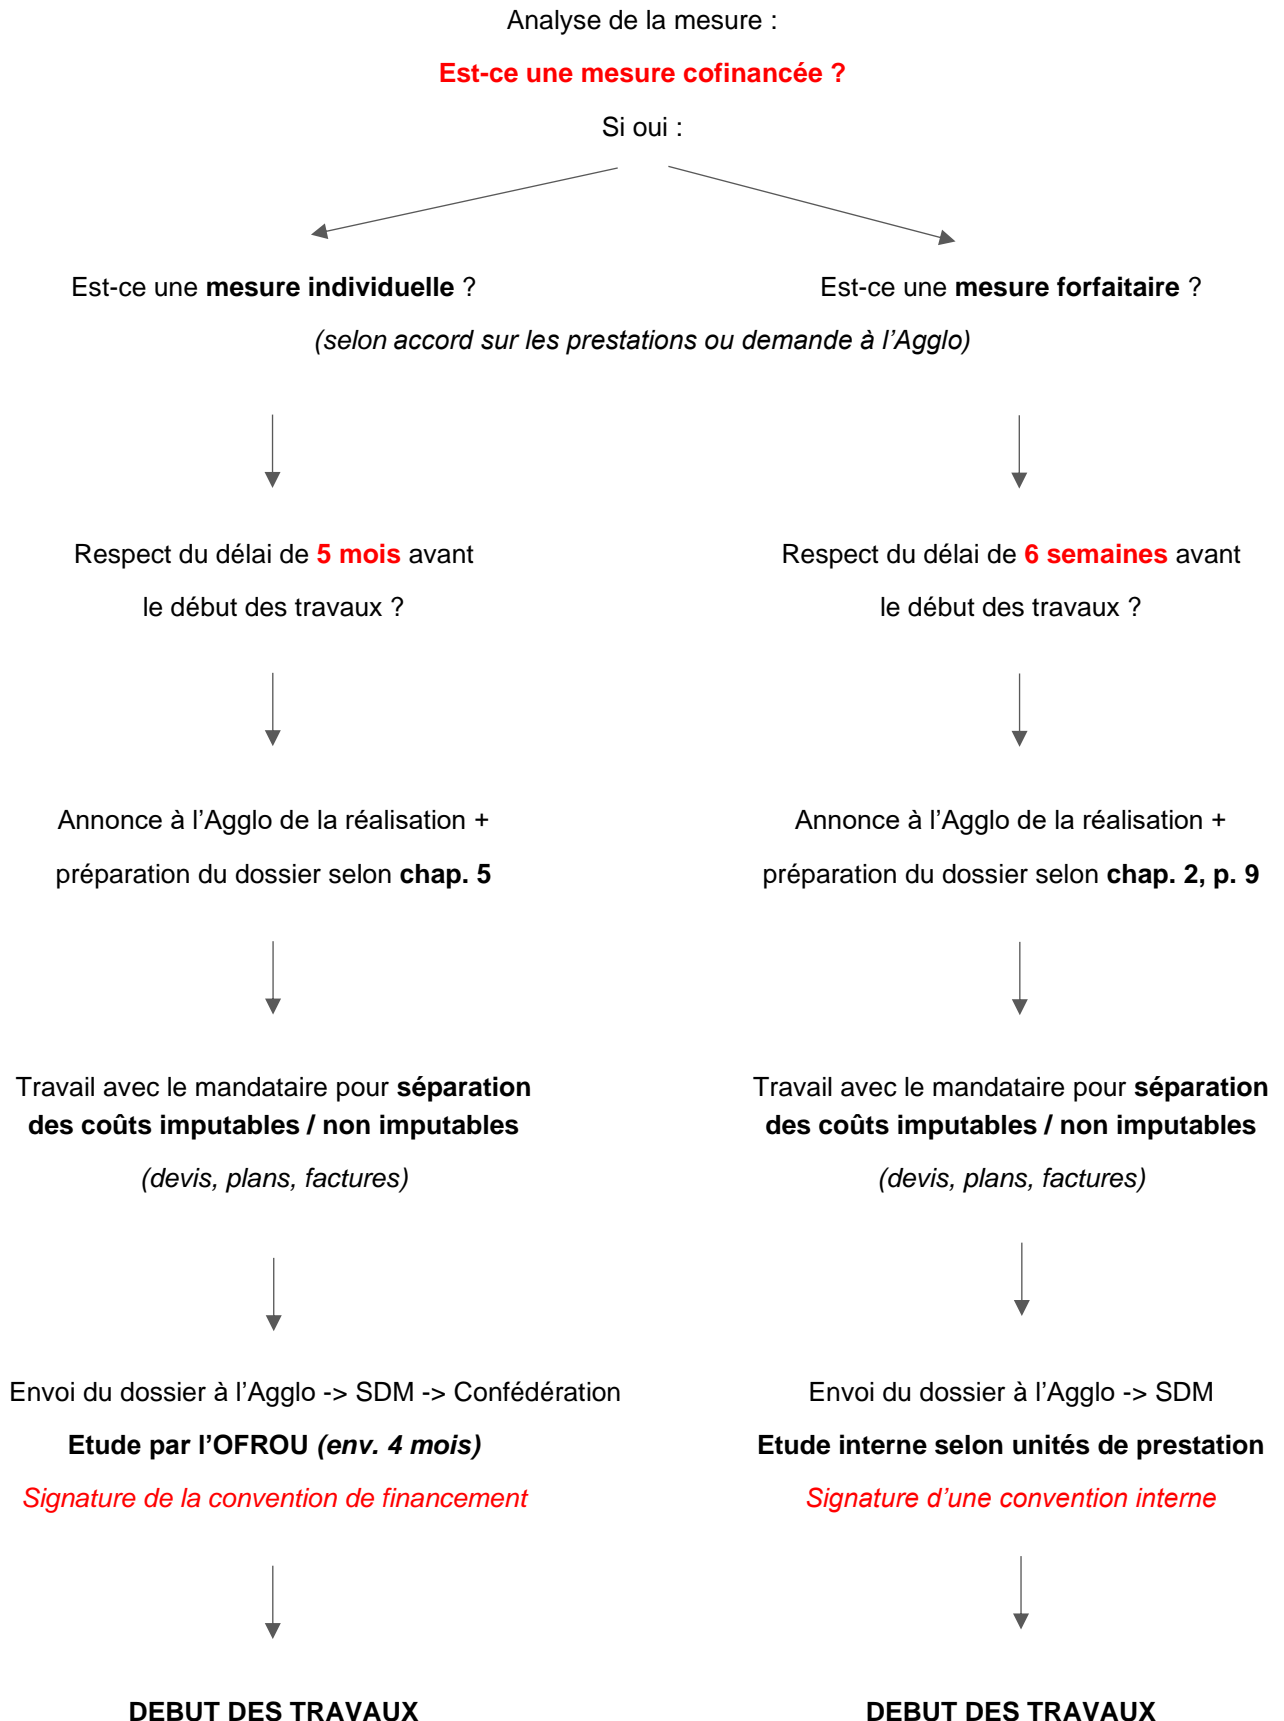 Analyse de la mesure :
Est-ce une mesure cofinancée ?
Si oui :
Est-ce une mesure individuelle ?
Est-ce une mesure forfaitaire ?
(selon accord sur les prestations ou demande à l’Agglo)
Respect du délai de 5 mois avant
le début des travaux ?
Respect du délai de 6 semaines avant
le début des travaux ?
Annonce à l’Agglo de la réalisation +
préparation du dossier selon chap. 5
Annonce à l’Agglo de la réalisation +
préparation du dossier selon chap. 2, p. 9
Travail avec le mandataire pour séparation
des coûts imputables / non imputables
(devis, plans, factures)
Travail avec le mandataire pour séparation
des coûts imputables / non imputables
(devis, plans, factures)
Envoi du dossier à l’Agglo -> SDM -> Confédération
Etude par l’OFROU (env. 4 mois)
Signature de la convention de financement
Envoi du dossier à l’Agglo -> SDM
Etude interne selon unités de prestation
Signature d’une convention interne
DEBUT DES TRAVAUX
DEBUT DES TRAVAUX